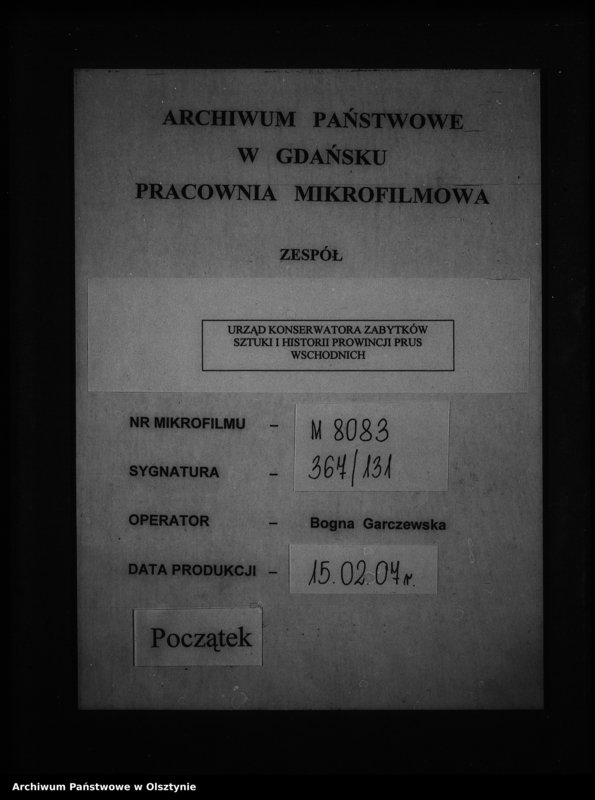 ARCHIWUM PAŃSTWOWE
W GDAŃSKU
PRACOWNIA MIKROFILMOWA
ZESPÓŁ
URZĄD KONSERWATORA ZABYTKÓW
SZTUKI I HISTORII PROWINCJI PRUS
WSCHODNICH
NR MIKROFILMU – M 8083
SYGNATURA – 367/131
OPERATOR – Bogna Garczewska
DATA PRODUKCJI – 15.02.07r.
Początek
Archiwum Państwowe w Olsztynie